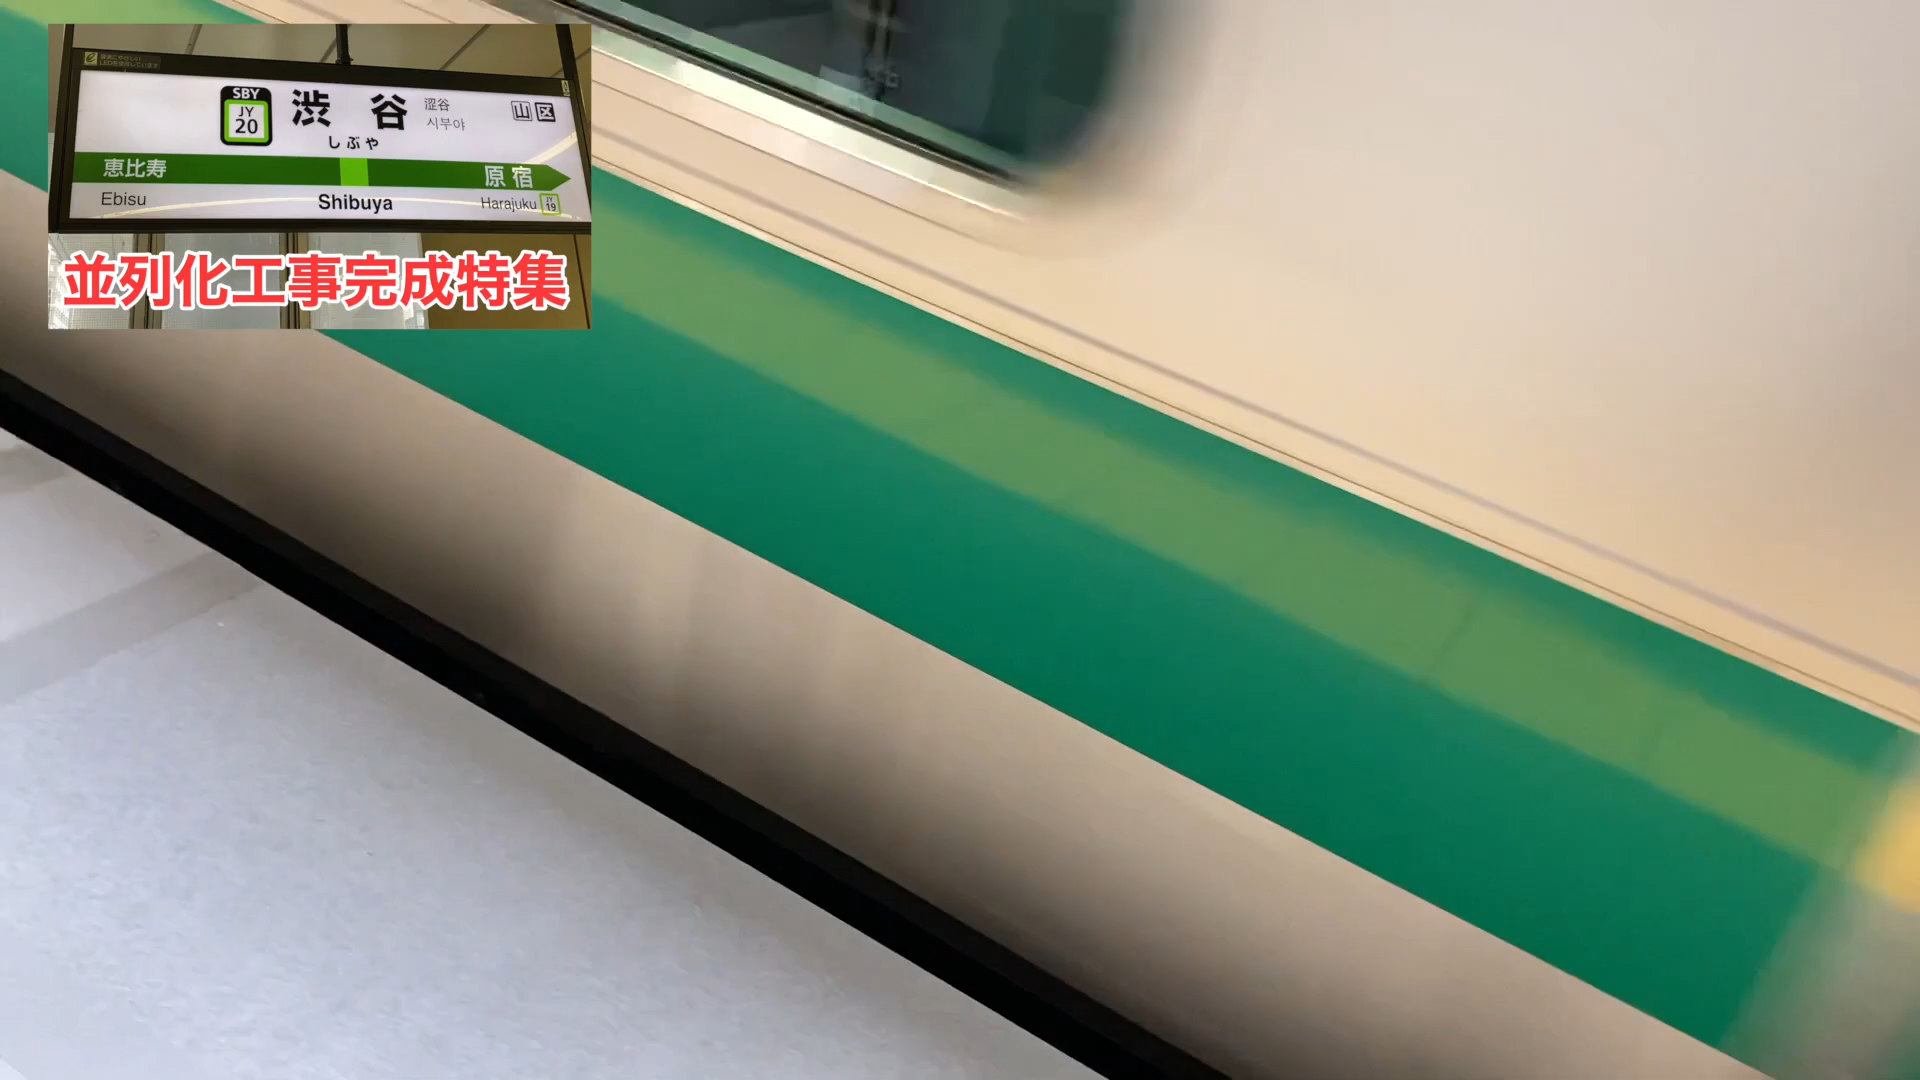 SBY
JY
20
渋谷
しぶや
涩谷
시부야
山区
恵比寿
原宿
Ebisu
Shibuya
Harajuku
JY
19
並列化工事完成特集